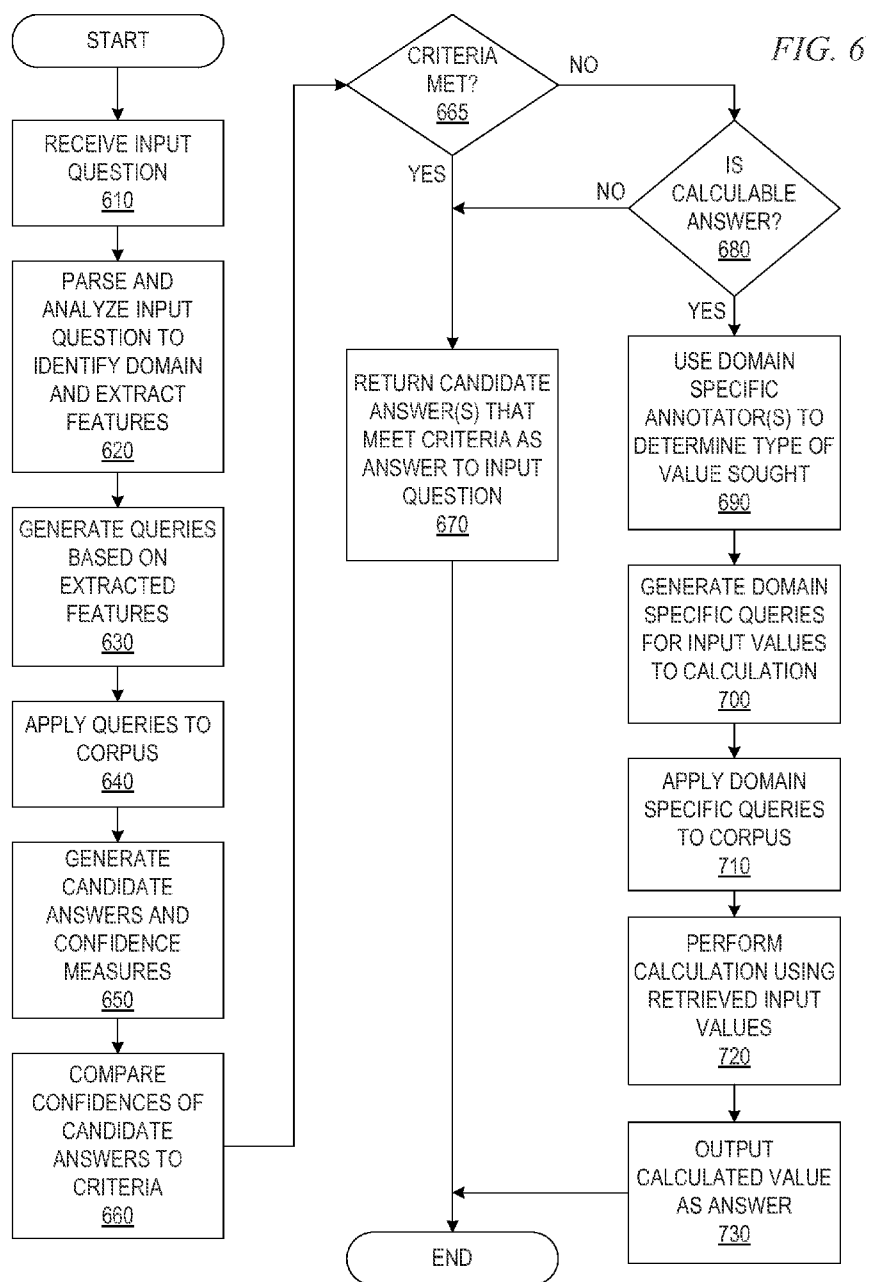 FIG. 6
START
RECEIVE INPUT
QUESTION
610
PARSE AND
ANALYZE INPUT
QUESTION TO
IDENTIFY DOMAIN
AND EXTRACT
FEATURES
620
GENERATE QUERIES
BASED ON
EXTRACTED
FEATURES
630
APPLY QUERIES TO
CORPUS
640
GENERATE
CANDIDATE
ANSWERS AND
CONFIDENCE
MEASURES
650
COMPARE
CONFIDENCES OF
CANDIDATE
ANSWERS TO
CRITERIA
660
CRITERIA
MET?
665
NO
YES
IS
CALCULABLE
ANSWER?
680
NO
YES
RETURN CANDIDATE
ANSWER(S) THAT
MEET CRITERIA AS
ANSWER TO INPUT
QUESTION
670
USE DOMAIN
SPECIFIC
ANNOTATOR(S) TO
DETERMINE TYPE OF
VALUE SOUGHT
690
GENERATE DOMAIN
SPECIFIC QUERIES
FOR INPUT VALUES
TO CALCULATION
700
APPLY DOMAIN
SPECIFIC QUERIES
TO CORPUS
710
PERFORM
CALCULATION USING
RETRIEVED INPUT
VALUES
720
OUTPUT
CALCULATED VALUE
AS ANSWER
730
END